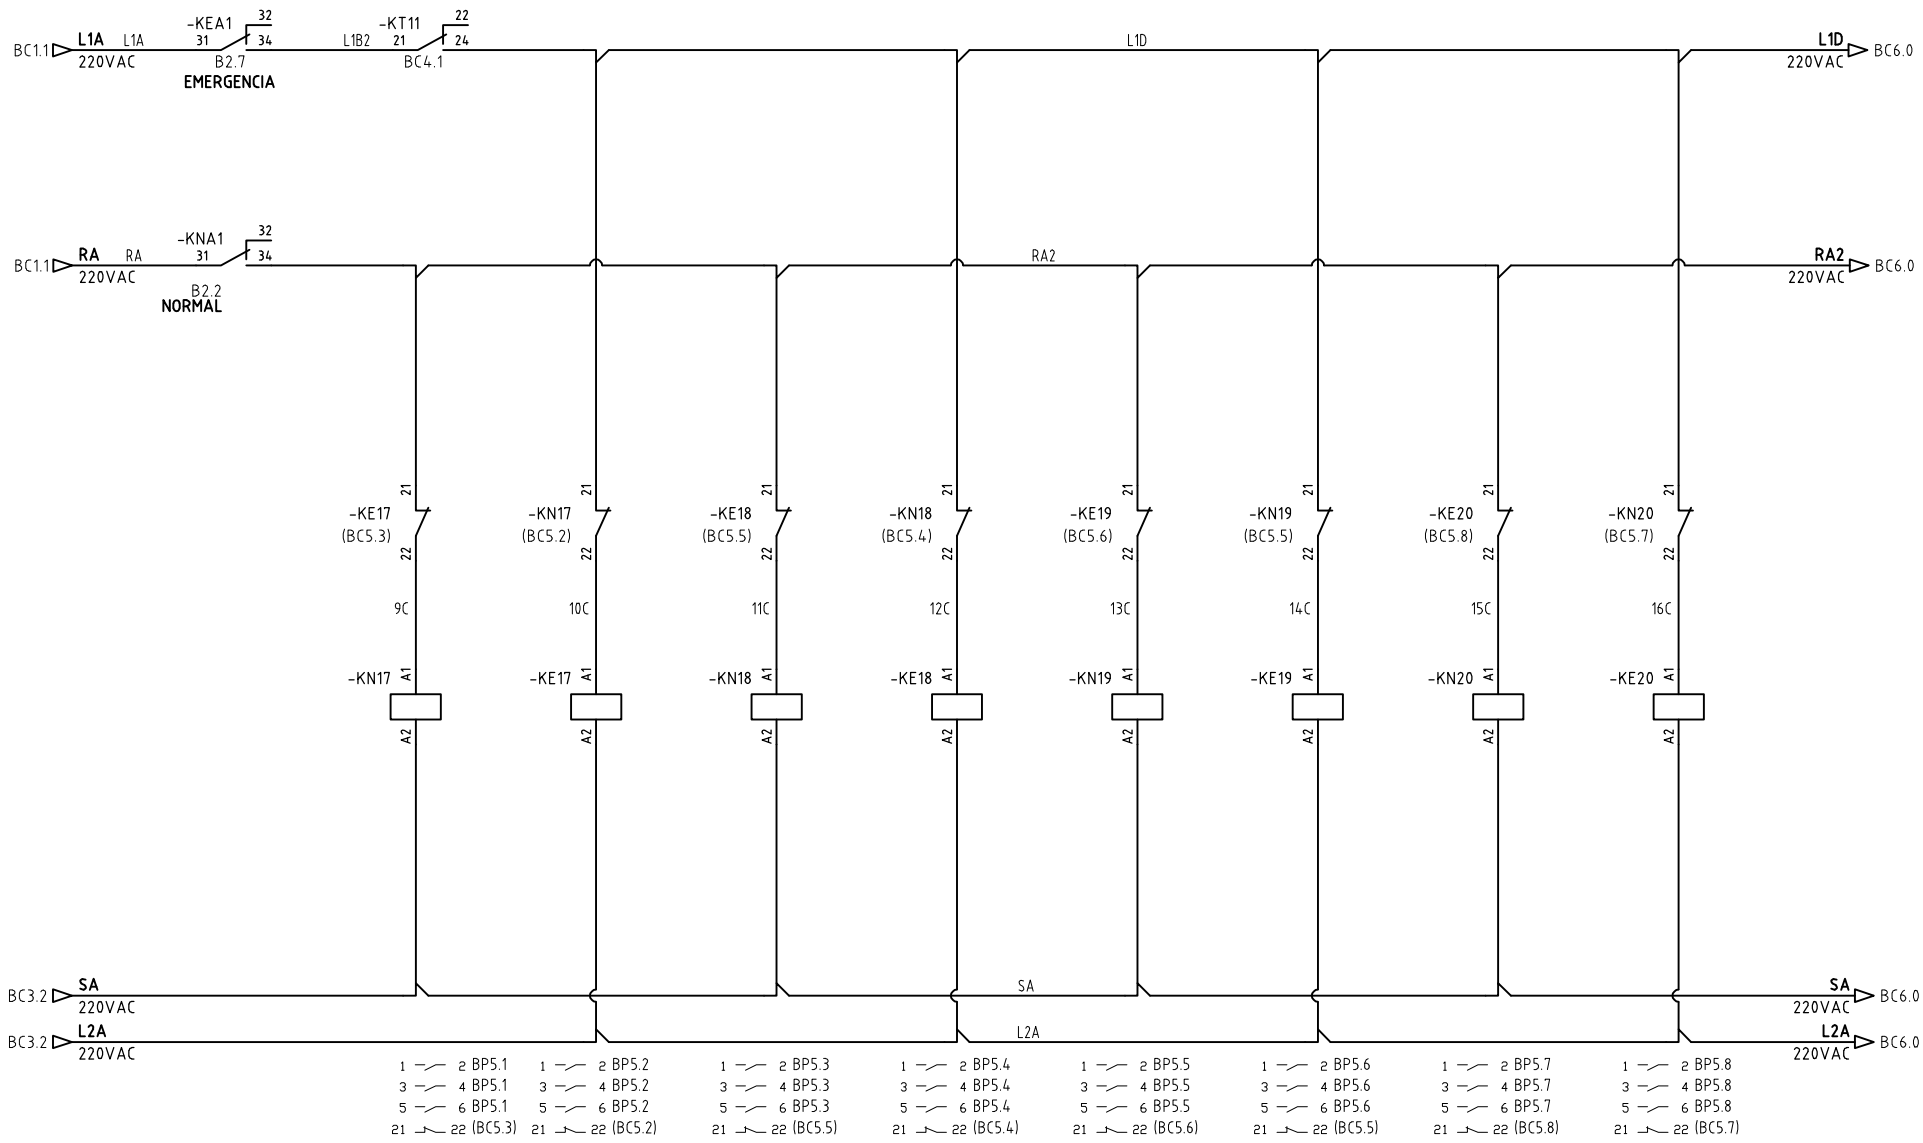 32
22
-KEA1
-KT11
BC1.1
L1A
L1A
31
34
L1B2
21
24
L1D
L1D
BC6.0
220VAC
B2.7
BC4.1
220VAC
EMERGENCIA
32
-KNA1
BC1.1
RA
RA
31
34
RA2
RA2
BC6.0
220VAC
220VAC
B2.2
NORMAL
21
21
21
21
21
21
21
21
-KE17
-KN17
-KE18
-KN18
-KE19
-KN19
-KE20
-KN20
(BC5.3)
(BC5.2)
(BC5.5)
(BC5.4)
(BC5.6)
(BC5.5)
(BC5.8)
(BC5.7)
22
22
22
22
22
22
22
22
9C
10C
11C
12C
13C
14C
15C
16C
-KN17
A1
-KE17
A1
-KN18
A1
-KE18
A1
-KN19
A1
-KE19
A1
-KN20
A1
-KE20
A1
A2
A2
A2
A2
A2
A2
A2
A2
BC3.2
SA
SA
SA
BC6.0
220VAC
220VAC
BC3.2
L2A
L2A
L2A
BC6.0
220VAC
220VAC
1 2 BP5.1
1 2 BP5.2
1 2 BP5.3
1 2 BP5.4
1 2 BP5.5
1 2 BP5.6
1 2 BP5.7
1 2 BP5.8
3 4 BP5.1
3 4 BP5.2
3 4 BP5.3
3 4 BP5.4
3 4 BP5.5
3 4 BP5.6
3 4 BP5.7
3 4 BP5.8
5 6 BP5.1
5 6 BP5.2
5 6 BP5.3
5 6 BP5.4
5 6 BP5.5
5 6 BP5.6
5 6 BP5.7
5 6 BP5.8
21 22 (BC5.3)
21 22 (BC5.2)
21 22 (BC5.5)
21 22 (BC5.4)
21 22 (BC5.6)
21 22 (BC5.5)
21 22 (BC5.8)
21 22 (BC5.7)